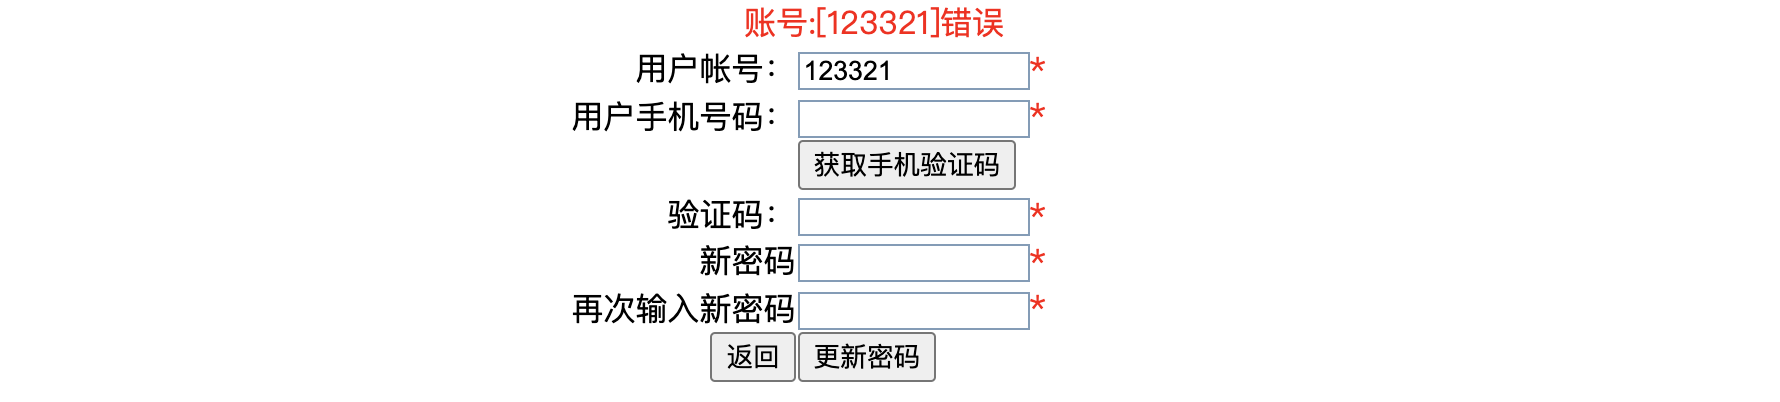 账号:[123321]错误
用户帐号： 123321*
用户手机号码： *
获取手机验证码
验证码： *
新密码 *
再次输入新密码 *
返回 更新密码